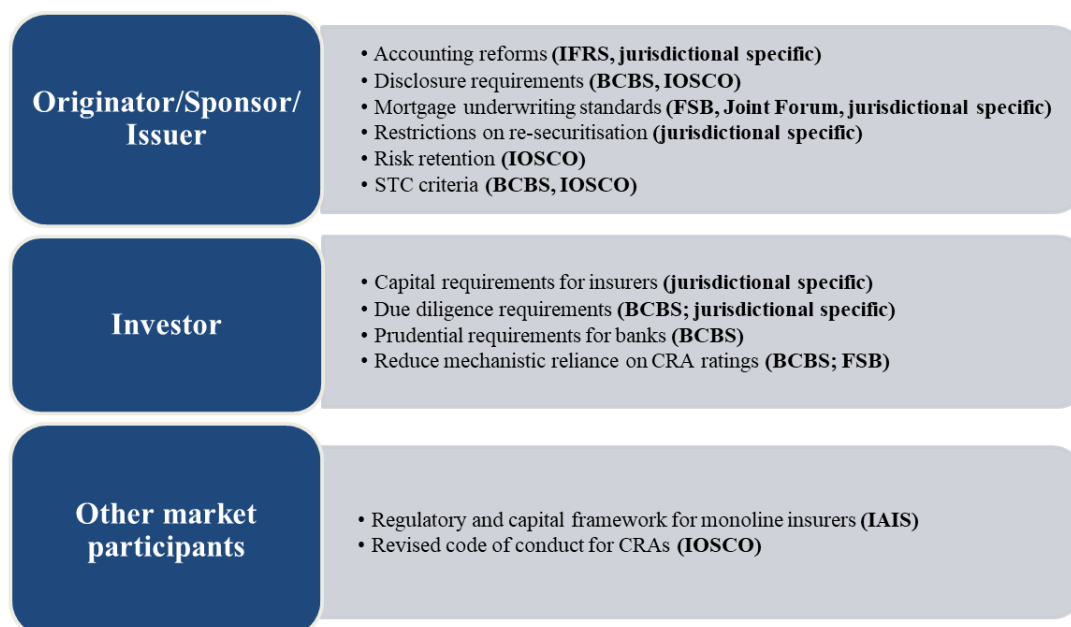 Originator/Sponsor/
Issuer
• Accounting reforms (IFRS, jurisdictional specific)
• Disclosure requirements (BCBS, IOSCO)
• Mortgage underwriting standards (FSB, Joint Forum, jurisdictional specific)
• Restrictions on re-securitisation (jurisdictional specific)
• Risk retention (IOSCO)
• STC criteria (BCBS, IOSCO)
Investor
• Capital requirements for insurers (jurisdictional specific)
• Due diligence requirements (BCBS; jurisdictional specific)
• Prudential requirements for banks (BCBS)
• Reduce mechanistic reliance on CRA ratings (BCBS; FSB)
Other market
participants
• Regulatory and capital framework for monoline insurers (IAIS)
• Revised code of conduct for CRAs (IOSCO)